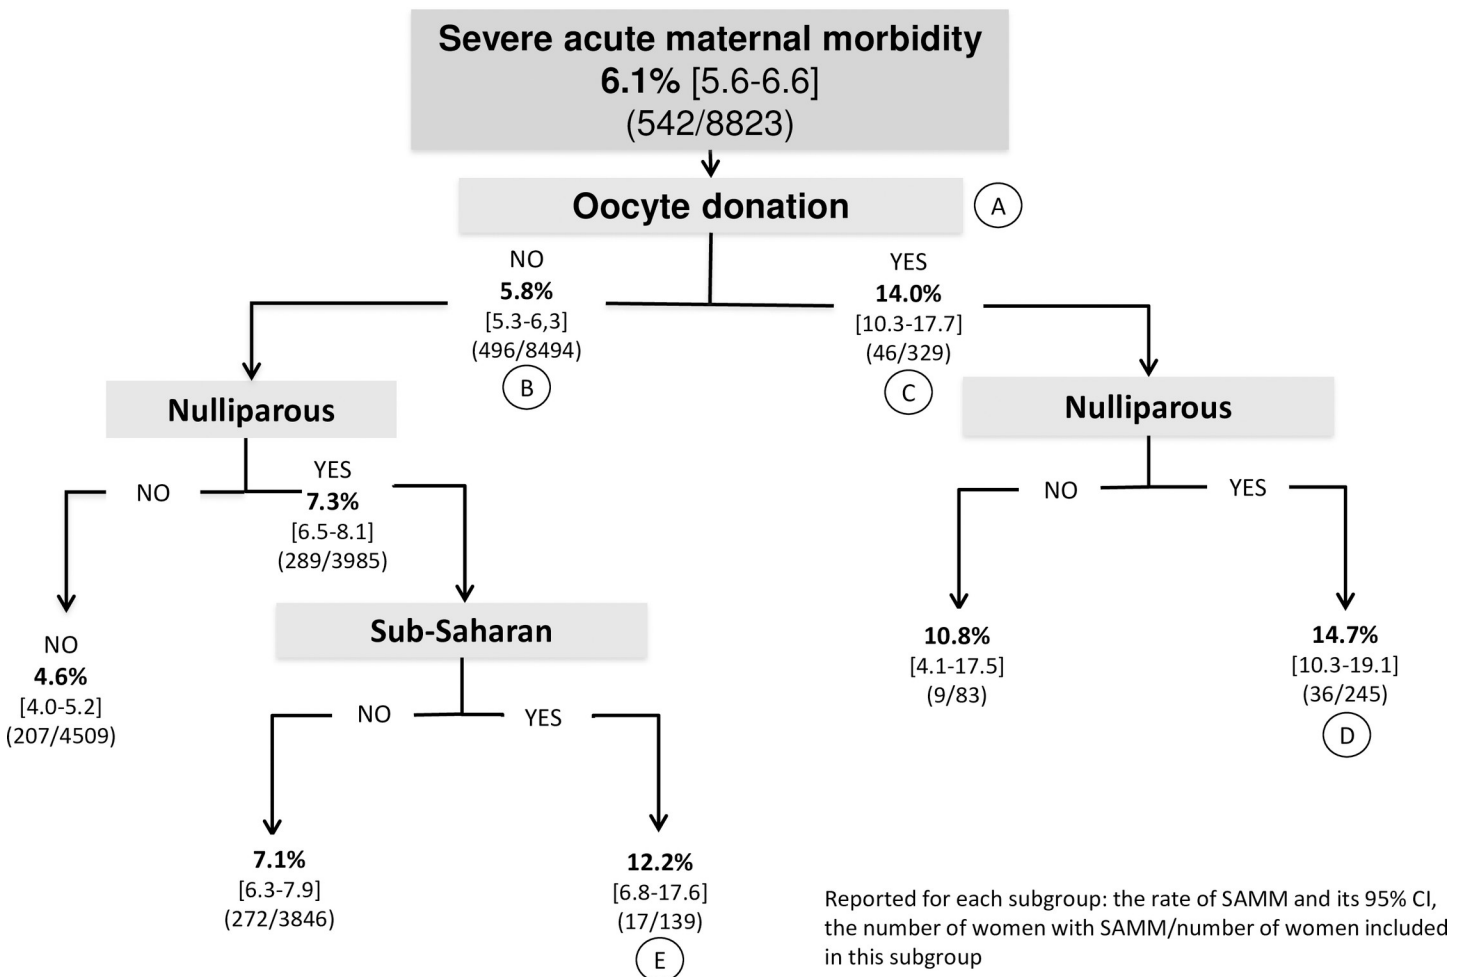 Severe acute maternal morbidity
6.1% [5.6-6.6]
(542/8823)
Oocyte donation
A
NO
5.8%
[5.3-6,3]
(496/8494)
B
YES
14.0%
[10.3-17.7]
(46/329)
C
Nulliparous
NO
YES
7.3%
[6.5-8.1]
(289/3985)
Nulliparous
NO
YES
NO
4.6%
[4.0-5.2]
(207/4509)
Sub-Saharan
NO
YES
10.8%
[4.1-17.5]
(9/83)
14.7%
[10.3-19.1]
(36/245)
D
7.1%
[6.3-7.9]
(272/3846)
12.2%
[6.8-17.6]
(17/139)
E
Reported for each subgroup: the rate of SAMM and its 95% CI,
the number of women with SAMM/number of women included
in this subgroup